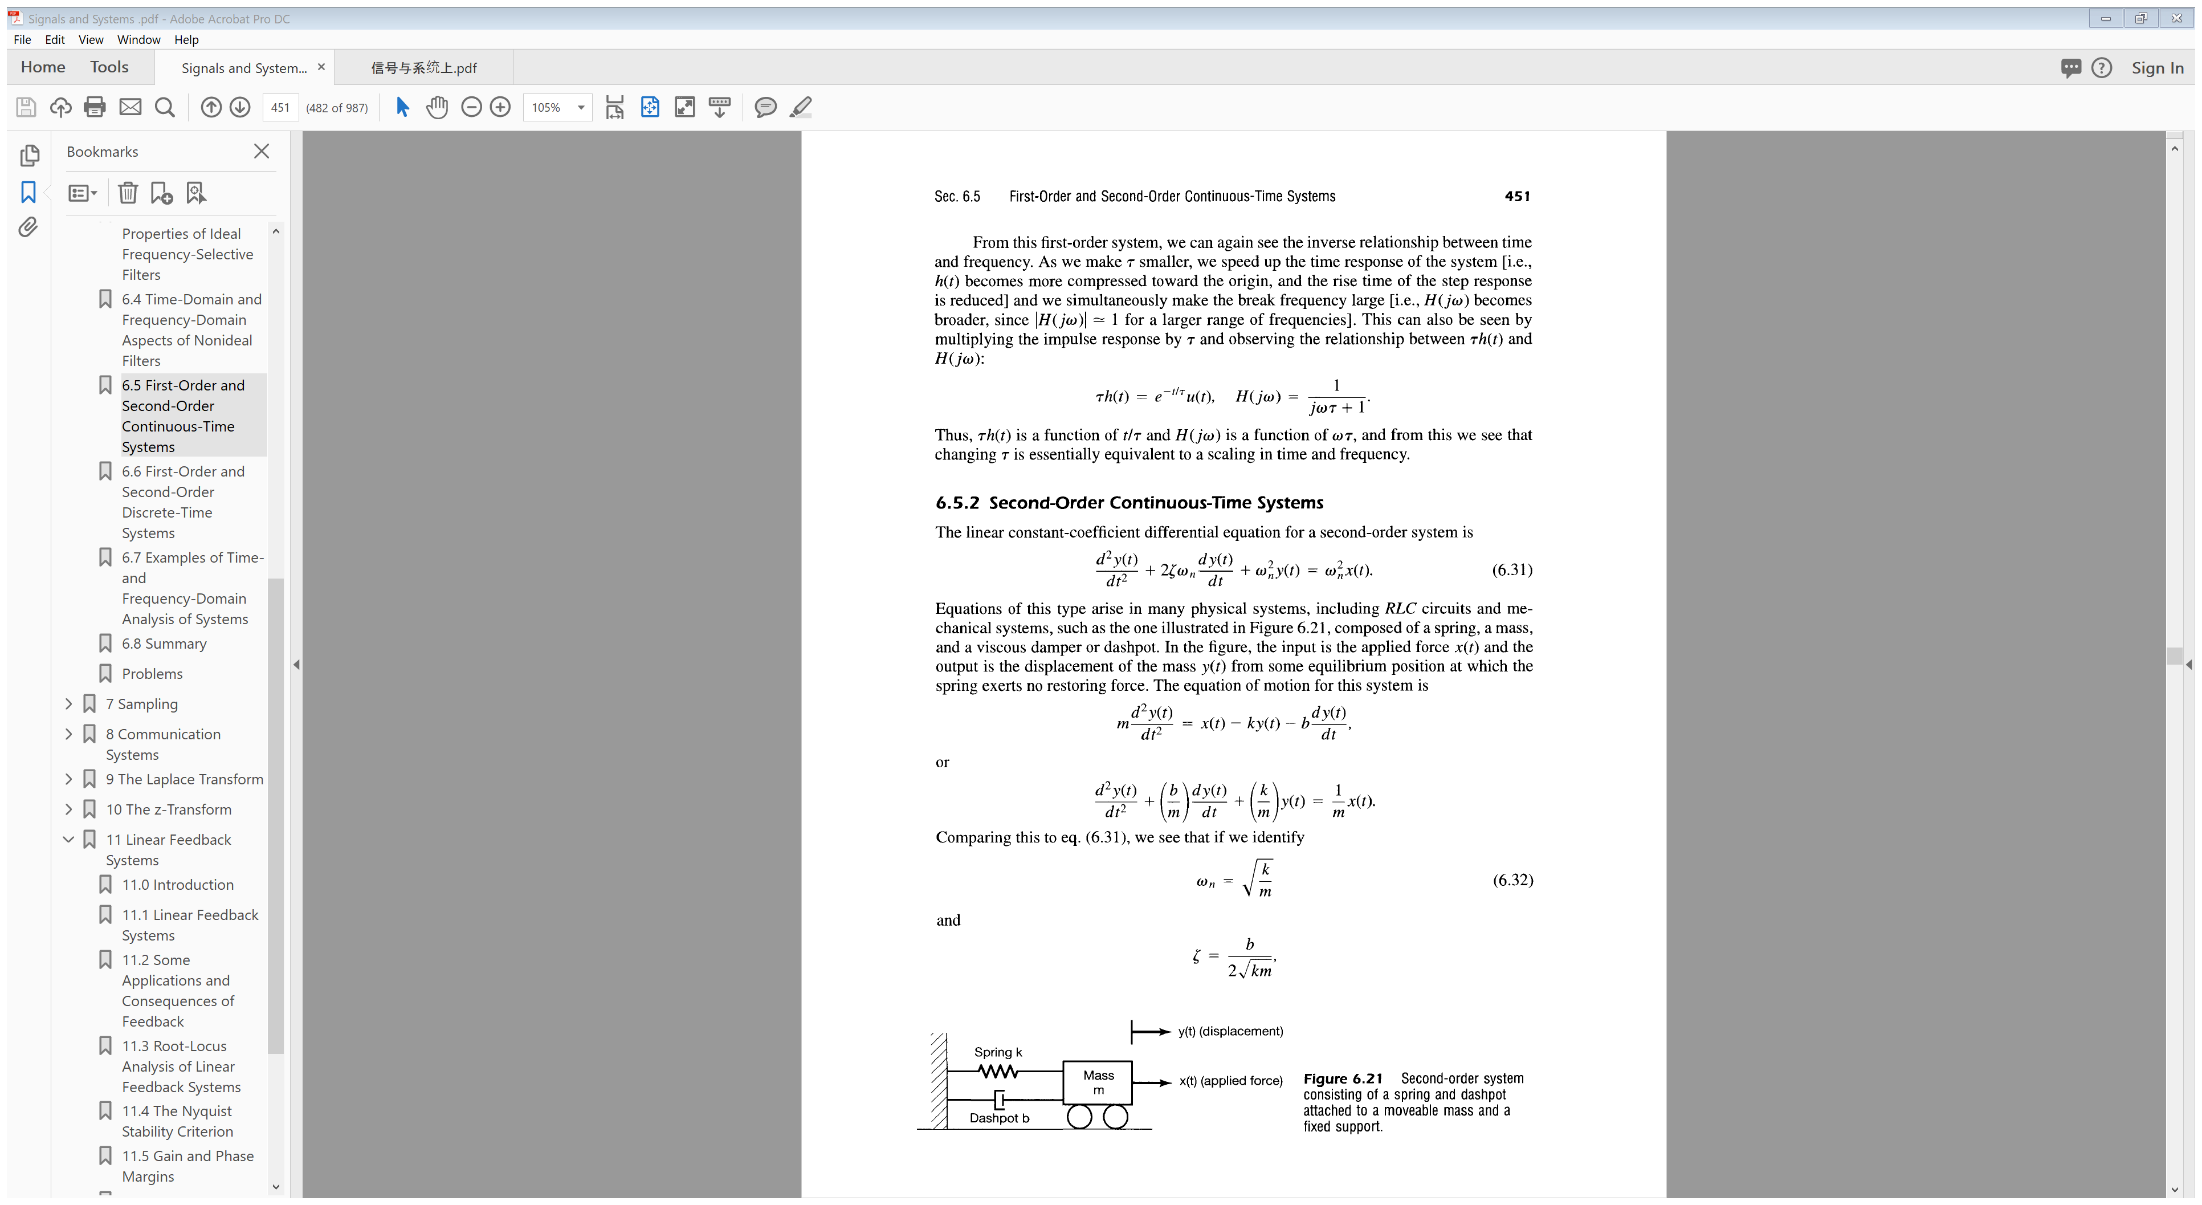 Signals and Systems .pdf - Adobe Acrobat Pro DC
File Edit View Window Help
Home Tools Signals and System... × 信号与系统上.pdf Sign In
451 (482 of 987) 105%
Bookmarks
Properties of Ideal
Frequency-Selective
Filters
6.4 Time-Domain and
Frequency-Domain
Aspects of Nonideal
Filters
6.5 First-Order and
Second-Order
Continuous-Time
Systems
6.6 First-Order and
Second-Order
Discrete-Time
Systems
6.7 Examples of Time-
and
Frequency-Domain
Analysis of Systems
6.8 Summary
Problems
7 Sampling
8 Communication
Systems
9 The Laplace Transform
10 The z-Transform
11 Linear Feedback
Systems
11.0 Introduction
11.1 Linear Feedback
Systems
11.2 Some
Applications and
Consequences of
Feedback
11.3 Root-Locus
Analysis of Linear
Feedback Systems
11.4 The Nyquist
Stability Criterion
11.5 Gain and Phase
Margins
Sec. 6.5 First-Order and Second-Order Continuous-Time Systems 451
From this first-order system, we can again see the inverse relationship between time
and frequency. As we make τ smaller, we speed up the time response of the system [i.e.,
h(t) becomes more compressed toward the origin, and the rise time of the step response
is reduced] and we simultaneously make the break frequency large [i.e., H(jω) becomes
broader, since |H(jω)| ≃ 1 for a larger range of frequencies]. This can also be seen by
multiplying the impulse response by τ and observing the relationship between τh(t) and
H(jω):
τh(t) = e^{-t/τ} u(t), H(jω) = 1/(jωτ + 1).
Thus, τh(t) is a function of t/τ and H(jω) is a function of ωτ, and from this we see that
changing τ is essentially equivalent to a scaling in time and frequency.
6.5.2 Second-Order Continuous-Time Systems
The linear constant-coefficient differential equation for a second-order system is
d²y(t)/dt² + 2ζω_n dy(t)/dt + ω_n² y(t) = ω_n² x(t). (6.31)
Equations of this type arise in many physical systems, including RLC circuits and me-
chanical systems, such as the one illustrated in Figure 6.21, composed of a spring, a mass,
and a viscous damper or dashpot. In the figure, the input is the applied force x(t) and the
output is the displacement of the mass y(t) from some equilibrium position at which the
spring exerts no restoring force. The equation of motion for this system is
m d²y(t)/dt² = x(t) − ky(t) − b dy(t)/dt,
or
d²y(t)/dt² + (b/m) dy(t)/dt + (k/m) y(t) = 1/m x(t).
Comparing this to eq. (6.31), we see that if we identify
ω_n = √(k/m) (6.32)
and
ζ = b/(2√km),
y(t) (displacement)
Spring k
Mass
m
x(t) (applied force)
Dashpot b
Figure 6.21 Second-order system
consisting of a spring and dashpot
attached to a moveable mass and a
fixed support.